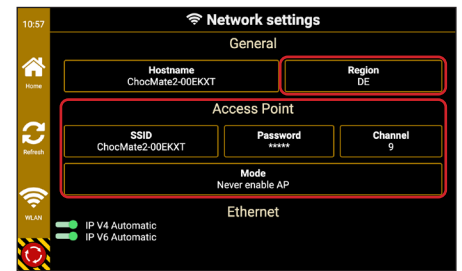 10:57
Network settings
General
Home
Hostname
ChocMate2-00EKXT
Region
DE
Access Point
Refresh
SSID
ChocMate2-00EKXT
Password
*****
Channel
9
Mode
Never enable AP
WLAN
Ethernet
IP V4 Automatic
IP V6 Automatic